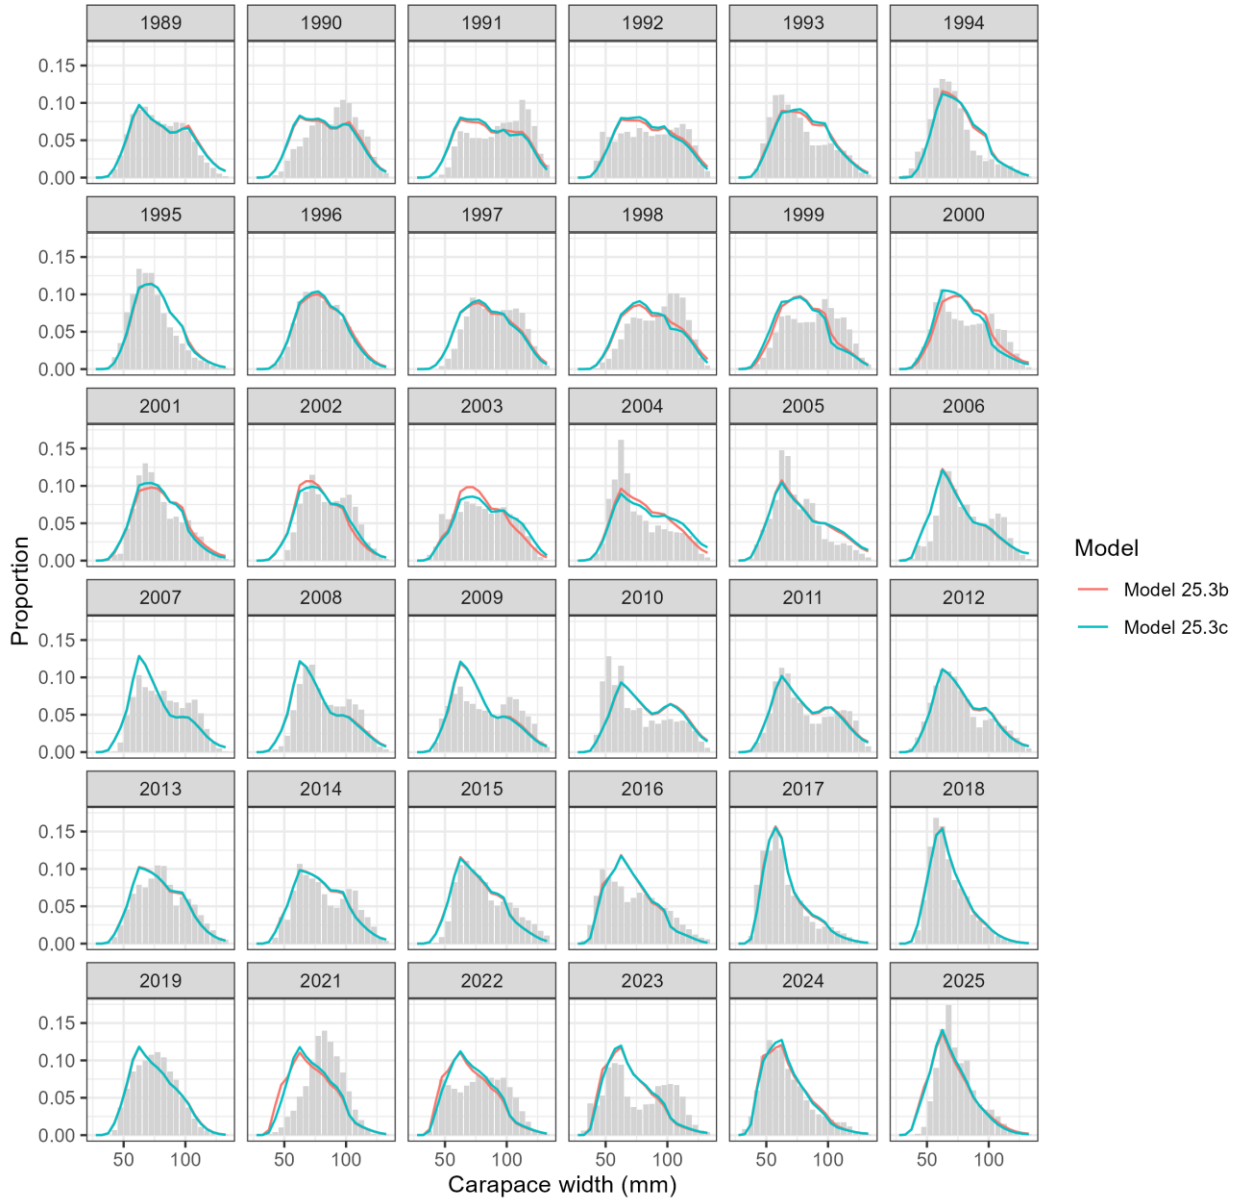 1989 1990 1991 1992 1993 1994
0.15
0.10
0.05
0.00
1995 1996 1997 1998 1999 2000
0.15
0.10
0.05
0.00
2001 2002 2003 2004 2005 2006
0.15
0.10
0.05
0.00
Proportion
Model
Model 25.3b
Model 25.3c
2007 2008 2009 2010 2011 2012
0.15
0.10
0.05
0.00
2013 2014 2015 2016 2017 2018
0.15
0.10
0.05
0.00
2019 2021 2022 2023 2024 2025
0.15
0.10
0.05
0.00
50 100 50 100 50 100 50 100 50 100 50 100
Carapace width (mm)